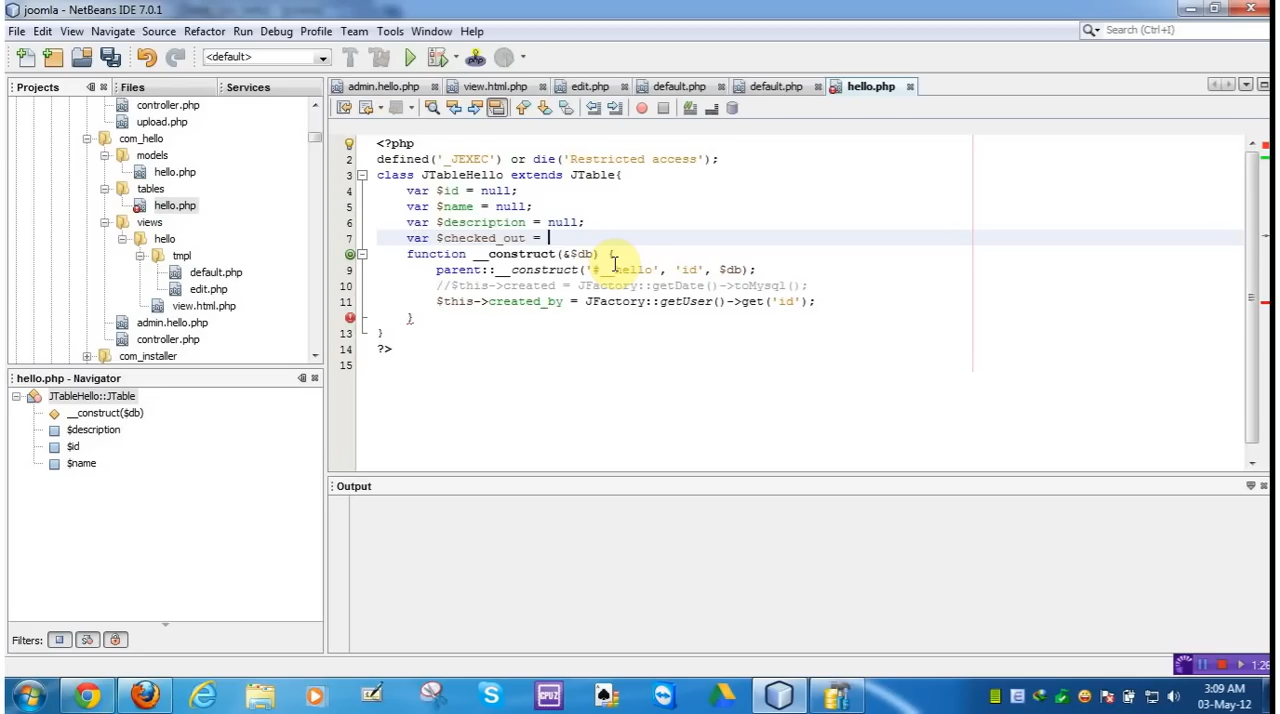 joomla - NetBeans IDE 7.0.1
File Edit View Navigate Source Refactor Run Debug Profile Team Tools Window Help
Search (Ctrl+I)
<default>
Projects
Files
Services
controller.php
upload.php
com_hello
models
hello.php
tables
hello.php
views
hello
tmpl
default.php
edit.php
view.html.php
admin.hello.php
controller.php
com_installer
admin.hello.php view.html.php edit.php default.php default.php hello.php
<?php
2 defined('_JEXEC') or die('Restricted access');
3 class JTableHello extends JTable{
4 var $id = null;
5 var $name = null;
6 var $description = null;
7 var $checked_out =
function __construct(&$db) {
9 parent::__construct('#__hello', 'id', $db);
10 //$this->created = JFactory::getDate()->toMysql();
11 $this->created_by = JFactory::getUser()->get('id');
}
13 }
14 ?>
15
hello.php - Navigator
JTableHello::JTable
__construct($db)
$description
$id
$name
Filters:
Output
1:26
3:09 AM
03-May-12